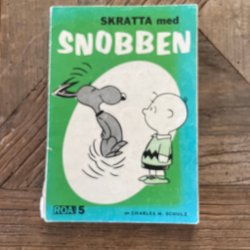 SKRATTA med
SNOBBEN
ROA 5
av CHARLES M. SCHULZ